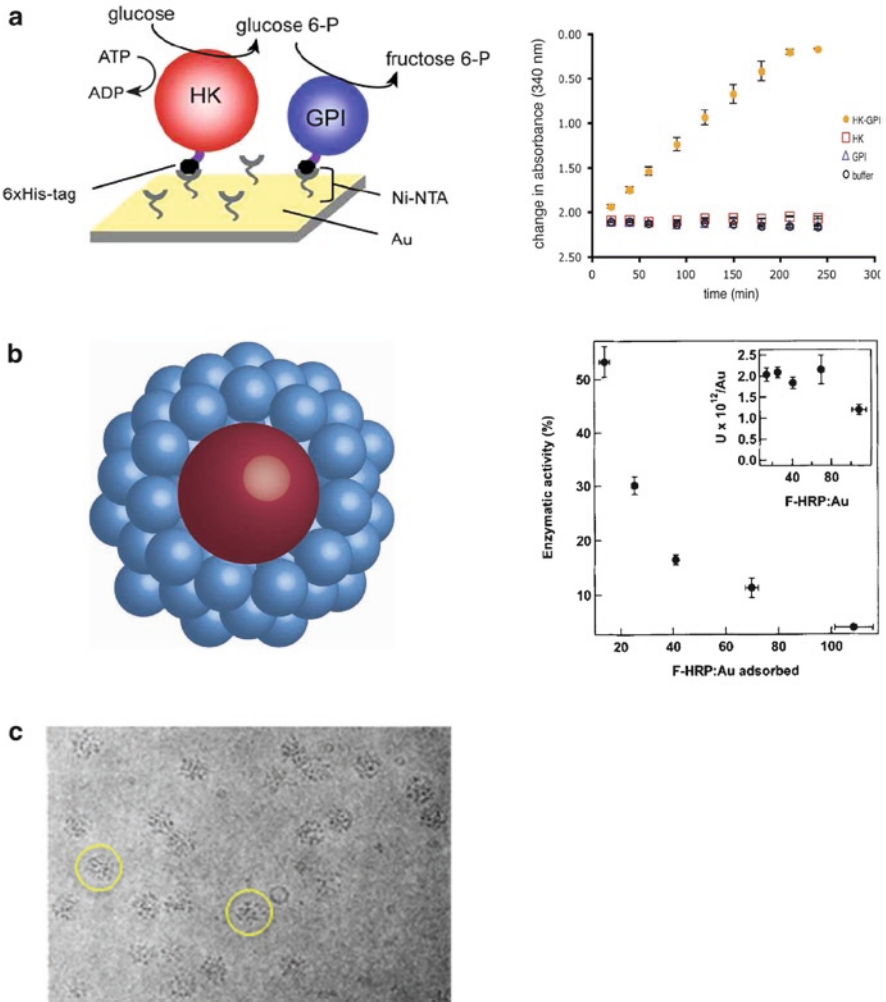 a
glucose
glucose 6-P
fructose 6-P
ATP
ADP
HK
GPI
6xHis-tag
Ni-NTA
Au
change in absorbance (340 nm)
0.00
0.50
1.00
1.50
2.00
2.50
0
50
100
150
200
250
300
time (min)
HK-GPI
HK
GPI
buffer
b
Enzymatic activity (%)
50
40
30
20
10
20
40
60
80
100
F-HRP:Au adsorbed
U x 10¹²/Au
2.5
2.0
1.5
1.0
0.5
0.0
40
80
F-HRP:Au
c